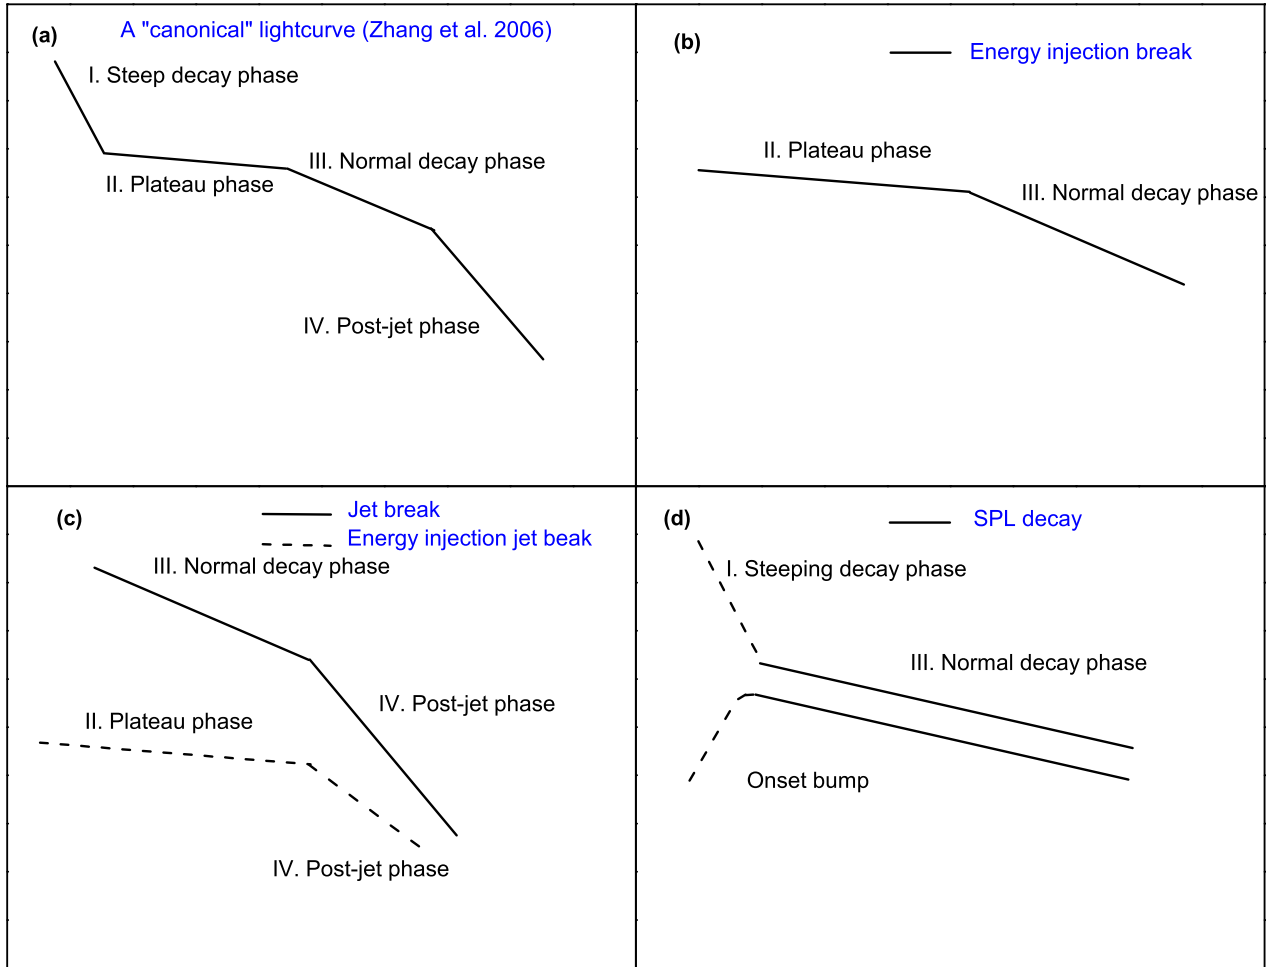 (a)
A "canonical" lightcurve (Zhang et al. 2006)
I. Steep decay phase
III. Normal decay phase
II. Plateau phase
IV. Post-jet phase
(b)
Energy injection break
II. Plateau phase
III. Normal decay phase
(c)
Jet break
Energy injection jet beak
III. Normal decay phase
IV. Post-jet phase
II. Plateau phase
IV. Post-jet phase
(d)
SPL decay
I. Steeping decay phase
III. Normal decay phase
Onset bump